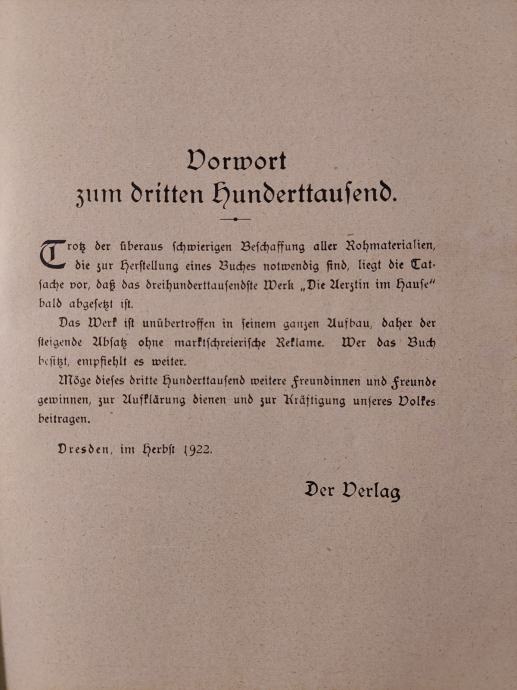 Vorwort
zum dritten Hunderttausend.
Trotz der überaus schwierigen Beschaffung aller Rohmaterialien,
die zur Herstellung eines Buches notwendig sind, liegt die Tat-
sache vor, daß das dreihunderttausendste Werk „Die Aerztin im Hause“
bald abgesetzt ist.
Das Werk ist unübertroffen in seinem ganzen Aufbau, daher der
steigende Absatz ohne marktschreierische Reklame. Wer das Buch
besitzt, empfiehlt es weiter.
Möge dieses dritte Hunderttausend weitere Freundinnen und Freunde
gewinnen, zur Aufklärung dienen und zur Kräftigung unseres Volkes
beitragen.
Dresden, im Herbst 1922.
Der Verlag